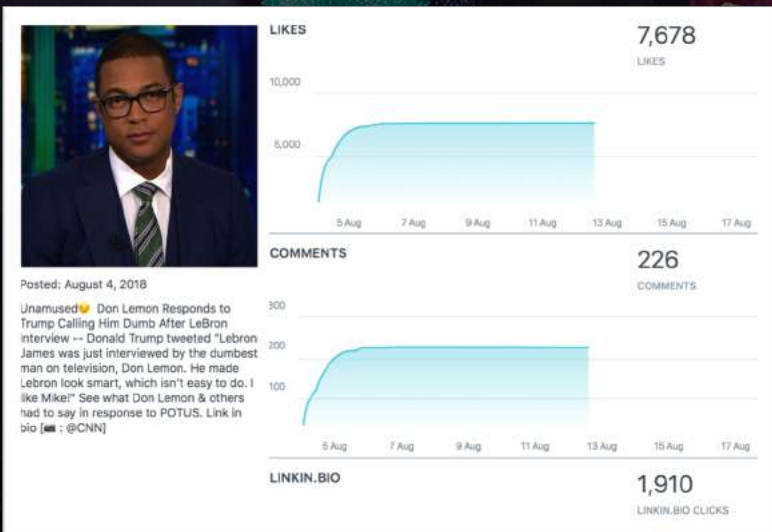 LIKES
7,678
LIKES
10,000
5,000
5 Aug 7 Aug 9 Aug 11 Aug 13 Aug 15 Aug 17 Aug
COMMENTS
226
COMMENTS
300
200
100
5 Aug 7 Aug 9 Aug 11 Aug 13 Aug 15 Aug 17 Aug
LINKIN.BIO
1,910
LINKIN.BIO CLICKS
Posted: August 4, 2018
Unamused😒 Don Lemon Responds to
Trump Calling Him Dumb After LeBron
Interview -- Donald Trump tweeted "Lebron
James was just interviewed by the dumbest
man on television, Don Lemon. He made
Lebron look smart, which isn't easy to do. I
like Mike!" See what Don Lemon & others
had to say in response to POTUS. Link in
bio [📷 : @CNN]